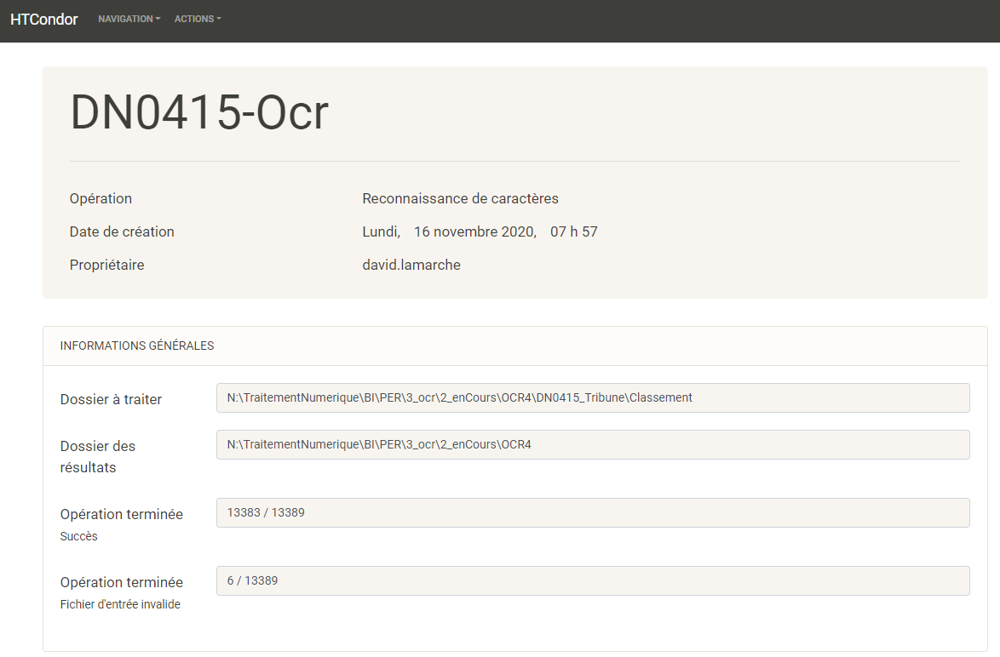 HTCondor NAVIGATION ACTIONS
DN0415-Ocr
Opération Reconnaissance de caractères
Date de création Lundi, 16 novembre 2020, 07 h 57
Propriétaire david.lamarche
INFORMATIONS GÉNÉRALES
Dossier à traiter N:\TraitementNumerique\BI\PER\3_ocr\2_enCours\OCR4\DN0415_Tribune\Classement
Dossier des résultats N:\TraitementNumerique\BI\PER\3_ocr\2_enCours\OCR4
Opération terminée 13383 / 13389
Succès
Opération terminée 6 / 13389
Fichier d'entrée invalide